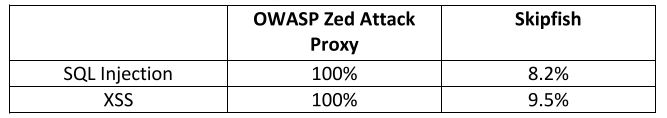 OWASP Zed Attack Proxy Skipfish
SQL Injection 100% 8.2%
XSS 100% 9.5%